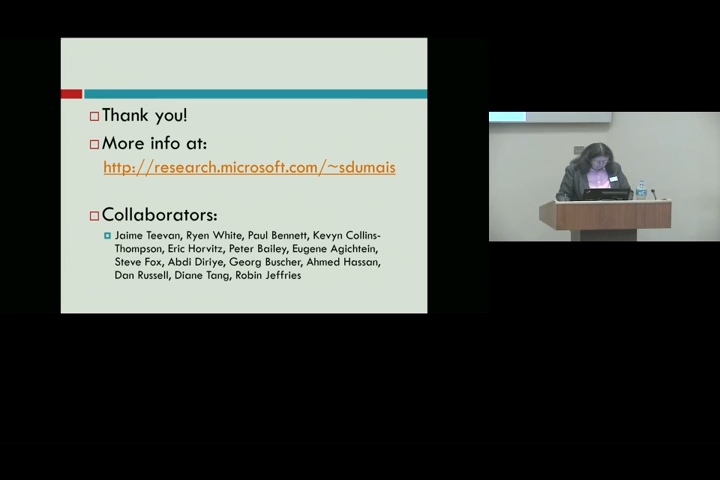 Thank you!
More info at:
http://research.microsoft.com/~sdumais
Collaborators:
Jaime Teevan, Ryen White, Paul Bennett, Kevyn Collins-
Thompson, Eric Horvitz, Peter Bailey, Eugene Agichtein,
Steve Fox, Abdi Diriye, Georg Buscher, Ahmed Hassan,
Dan Russell, Diane Tang, Robin Jeffries